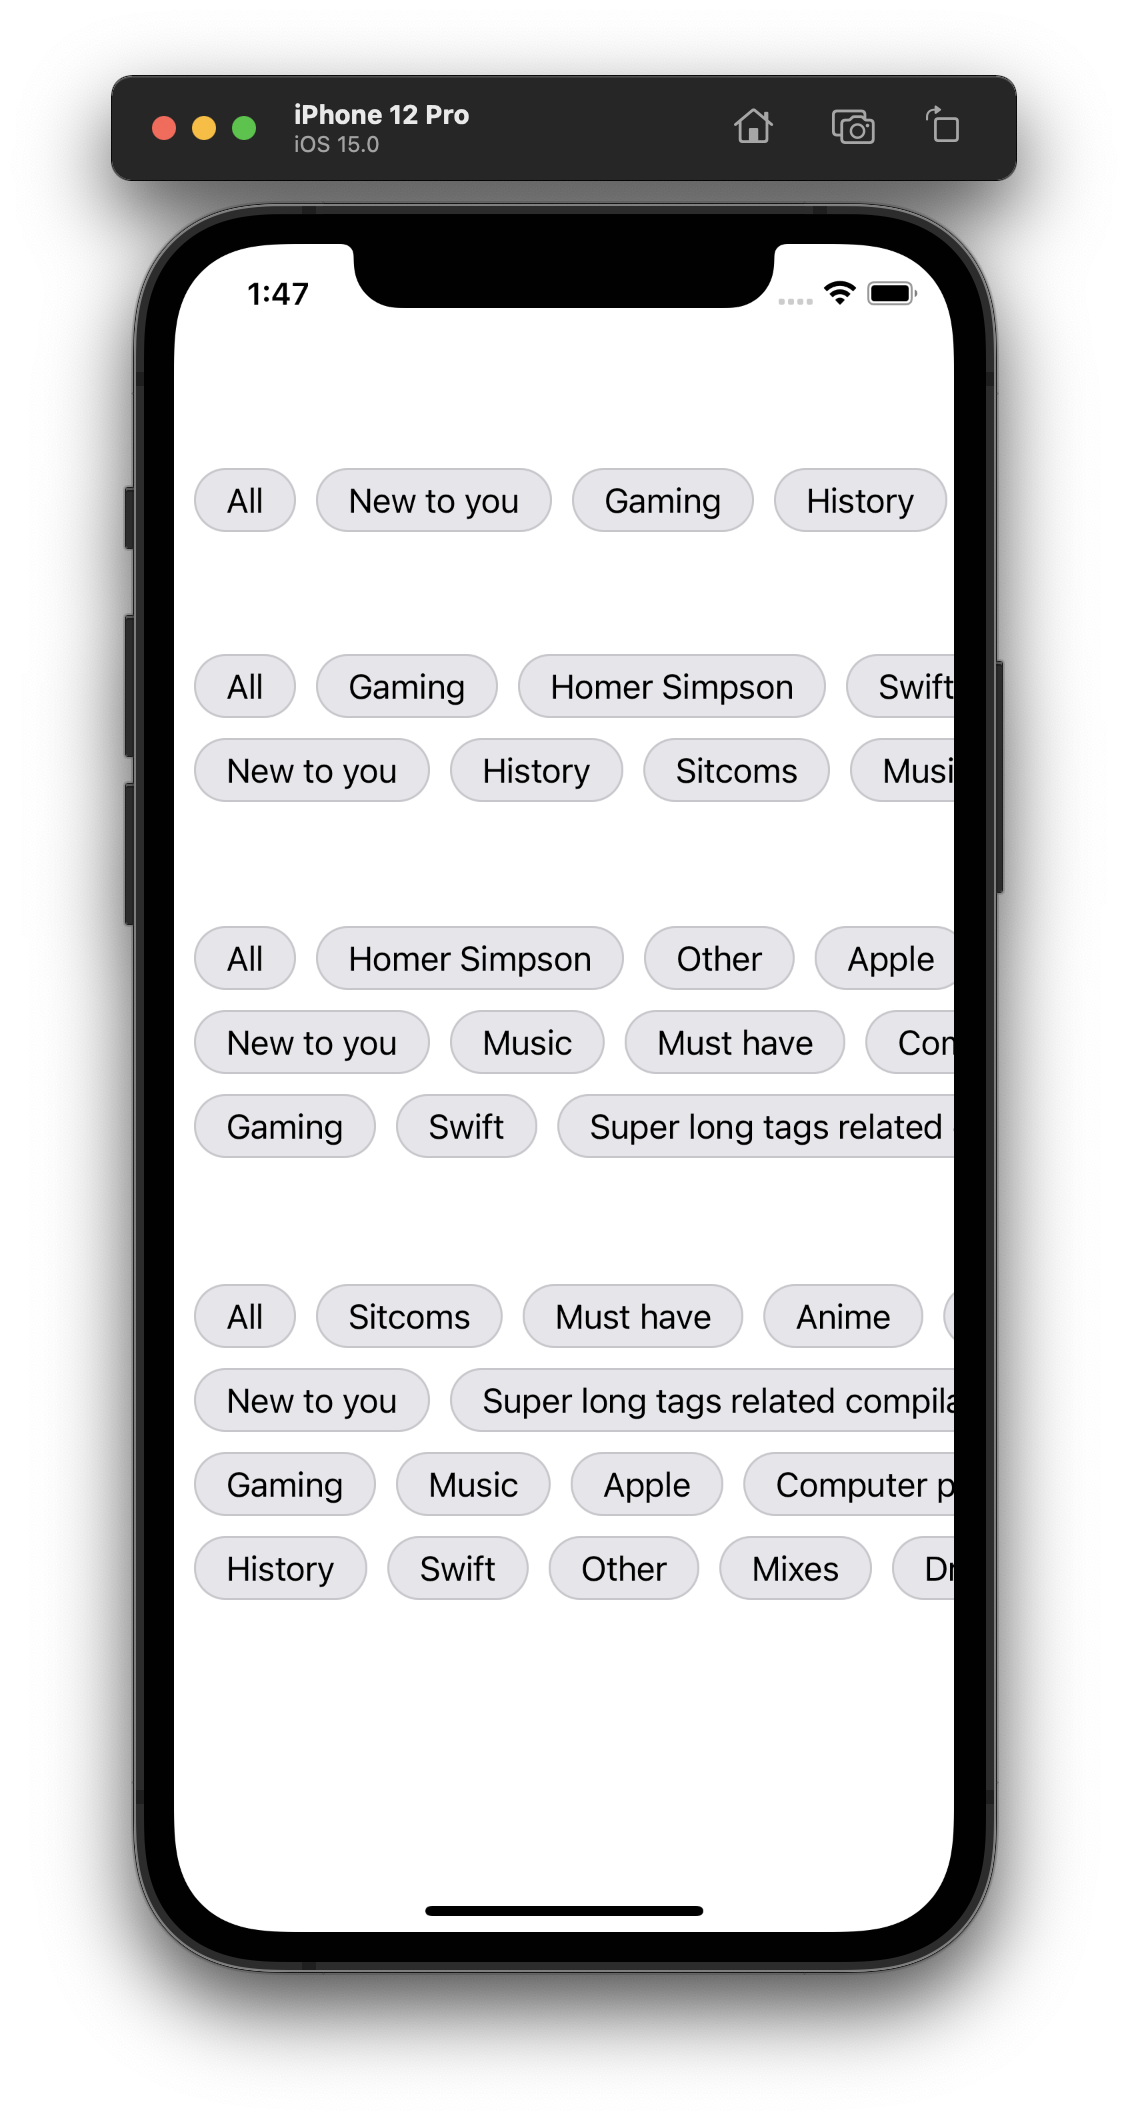 iPhone 12 Pro
iOS 15.0
1:47
All New to you Gaming History
All Gaming Homer Simpson Swift
New to you History Sitcoms Musi
All Homer Simpson Other Apple
New to you Music Must have Com
Gaming Swift Super long tags related
All Sitcoms Must have Anime
New to you Super long tags related compila
Gaming Music Apple Computer p
History Swift Other Mixes Dr